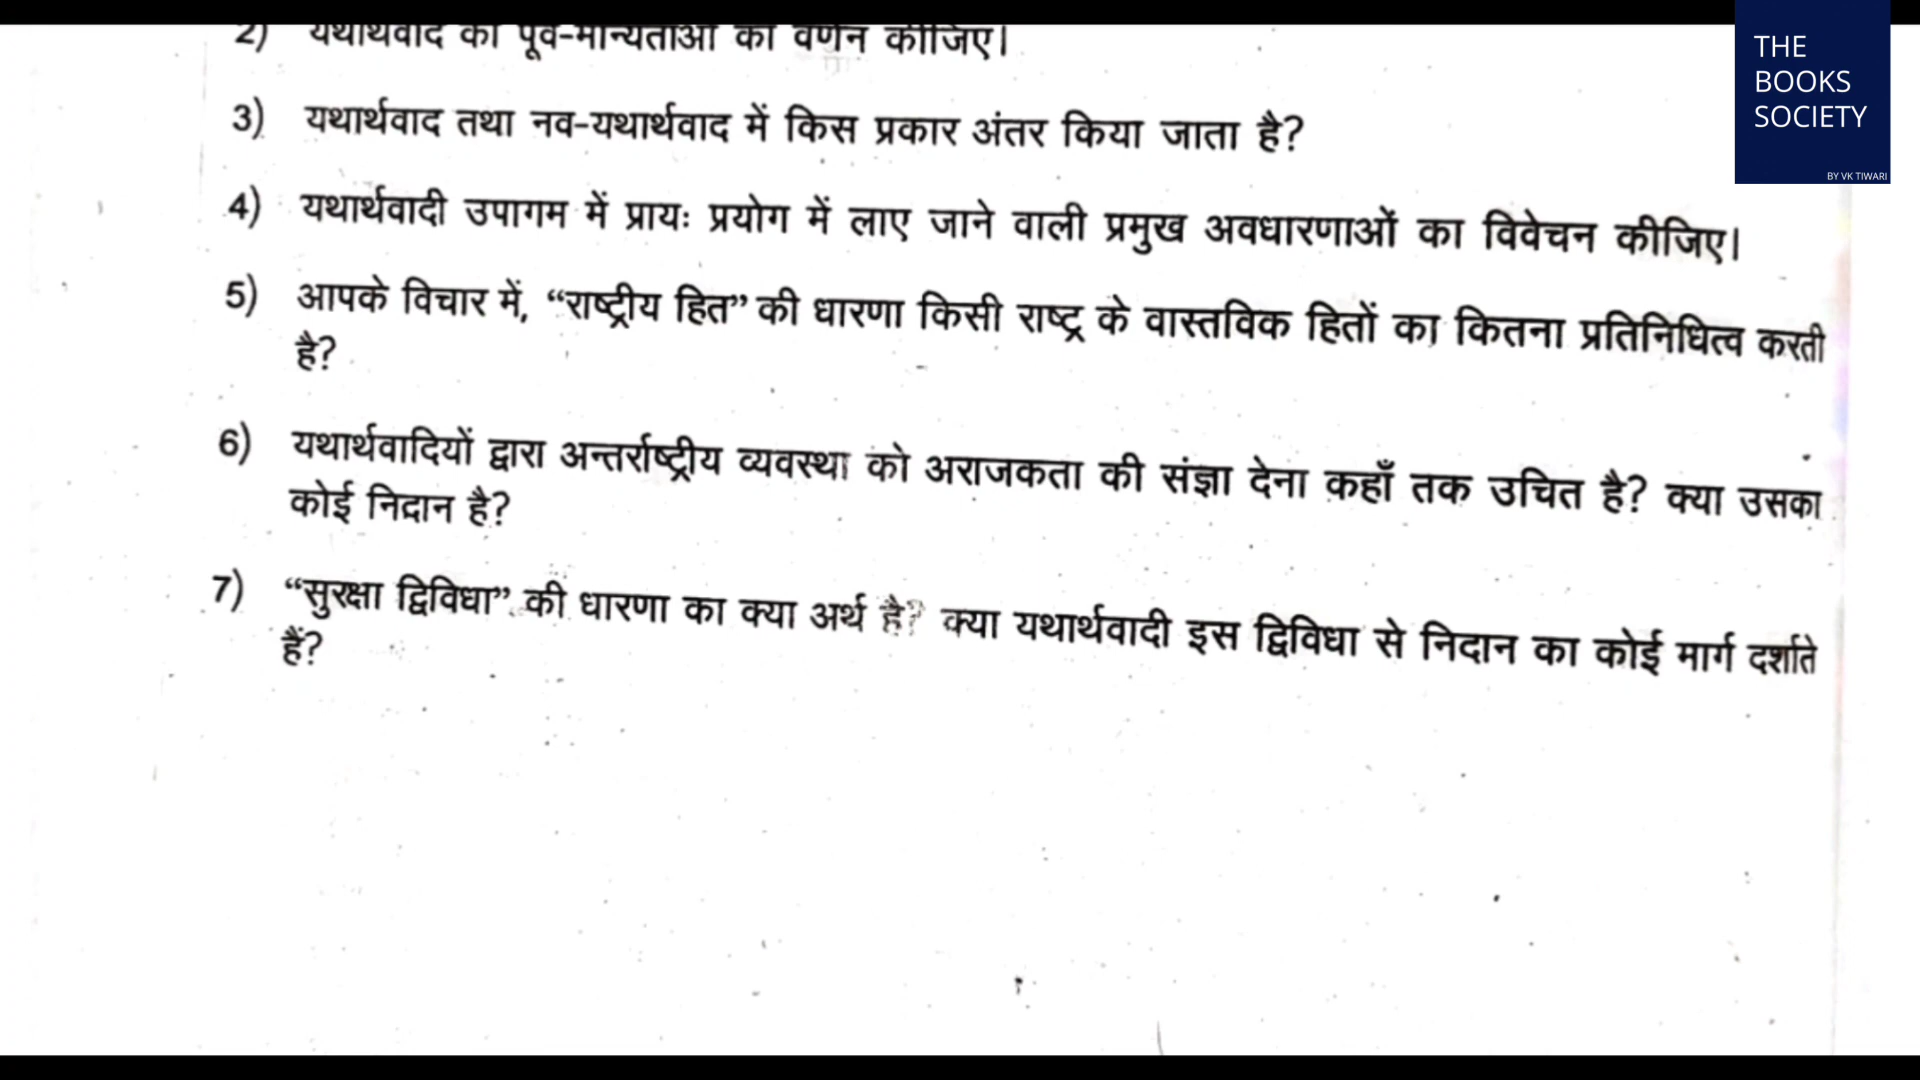 2) यथार्थवाद की पूर्व-मान्यताओं का वर्णन कीजिए।
THE
BOOKS
SOCIETY
BY VK TIWARI
3) यथार्थवाद तथा नव-यथार्थवाद में किस प्रकार अंतर किया जाता है?
4) यथार्थवादी उपागम में प्रायः प्रयोग में लाए जाने वाली प्रमुख अवधारणाओं का विवेचन कीजिए।
5) आपके विचार में, “राष्ट्रीय हित” की धारणा किसी राष्ट्र के वास्तविक हितों का कितना प्रतिनिधित्व करती
है?
6) यथार्थवादियों द्वारा अन्तर्राष्ट्रीय व्यवस्था को अराजकता की संज्ञा देना कहाँ तक उचित है? क्या उसका
कोई निदान है?
7) “सुरक्षा द्विविधा” की धारणा का क्या अर्थ है? क्या यथार्थवादी इस द्विविधा से निदान का कोई मार्ग दर्शाते
हैं?